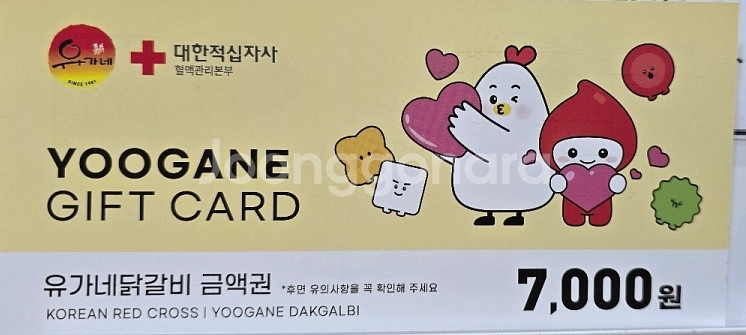 유가네
SINCE 1981
대한적십자사
혈액관리본부
YOOGANE
GIFT CARD
Joonggonara
유가네닭갈비 금액권 *후면 유의사항을 꼭 확인해 주세요
7,000원
KOREAN RED CROSS | YOOGANE DAKGALBI